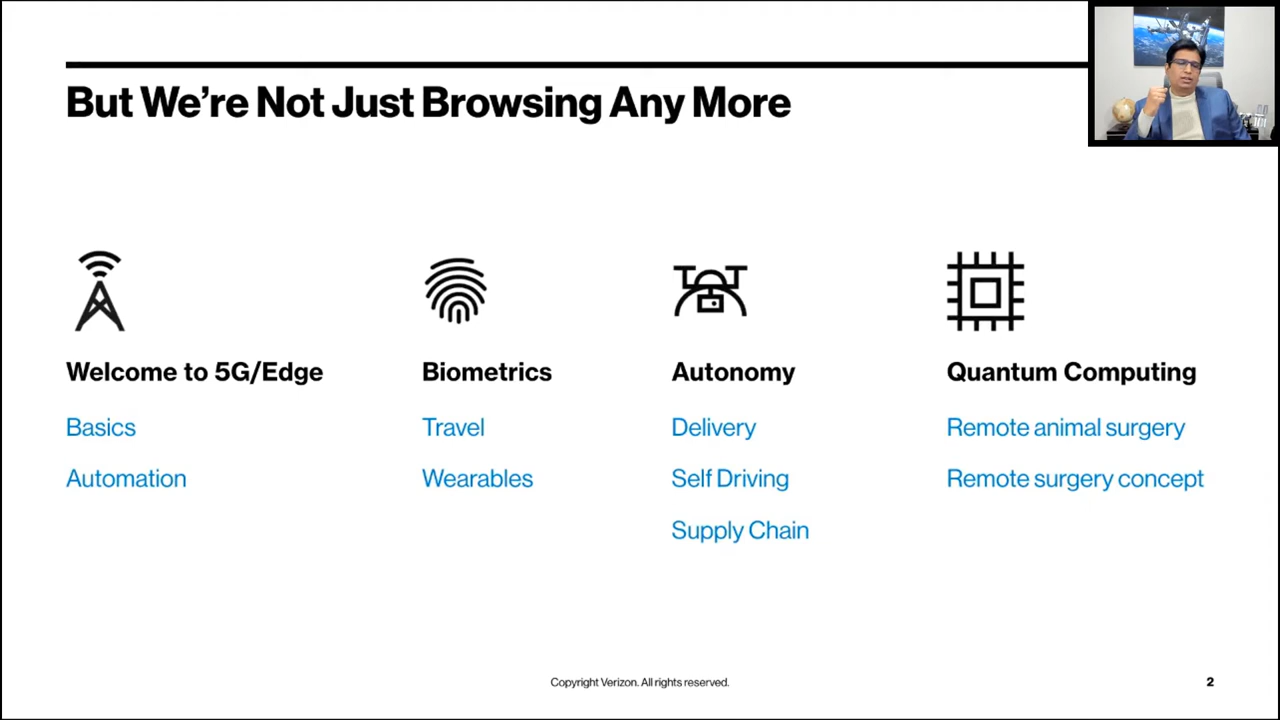 But We're Not Just Browsing Any More
Welcome to 5G/Edge
Basics
Automation
Biometrics
Travel
Wearables
Autonomy
Delivery
Self Driving
Supply Chain
Quantum Computing
Remote animal surgery
Remote surgery concept
Copyright Verizon. All rights reserved.
2